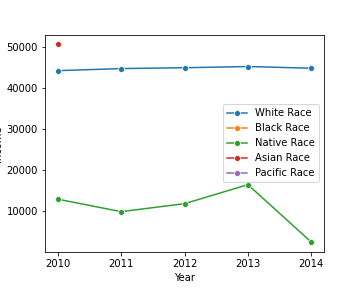 50000
40000
30000
20000
10000
White Race
Black Race
Native Race
Asian Race
Pacific Race
2010 2011 2012 2013 2014
Year